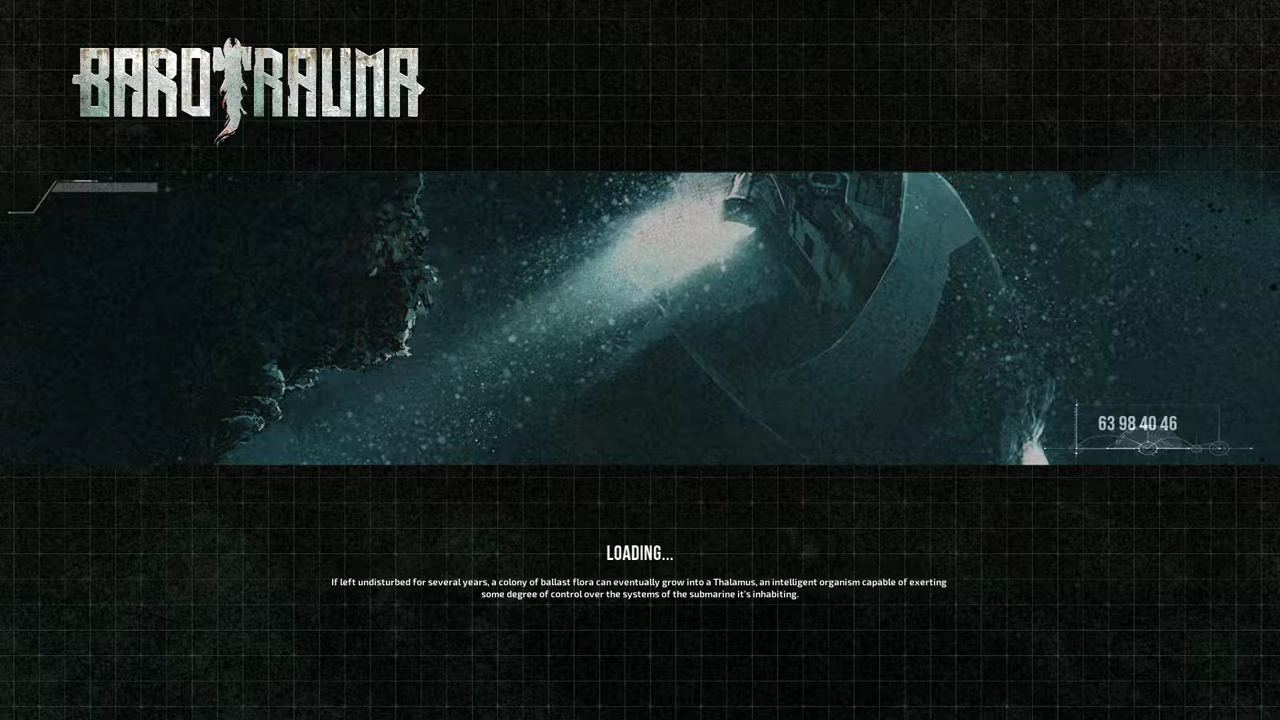 BAROTRAUMA
63 98 40 46
LOADING...
If left undisturbed for several years, a colony of ballast flora can eventually grow into a Thalamus, an intelligent organism capable of exerting
some degree of control over the systems of the submarine it's inhabiting.